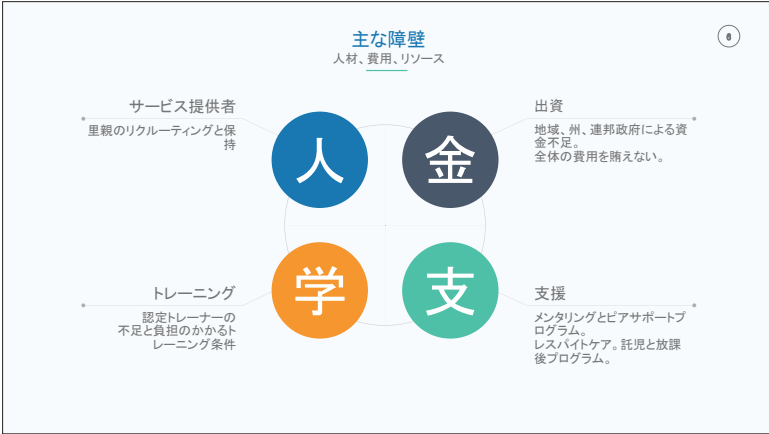 主な障壁
人材、費用、リソース
6
サービス提供者
里親のリクルーティングと保
持
人
金
出資
地域、州、連邦政府による資
金不足。
全体の費用を賄えない。
トレーニング
認定トレーナーの
不足と負担のかかるト
レーニング条件
学
支
支援
メンタリングとピアサポートプ
ログラム。
レスパイトケア。託児と放課
後プログラム。